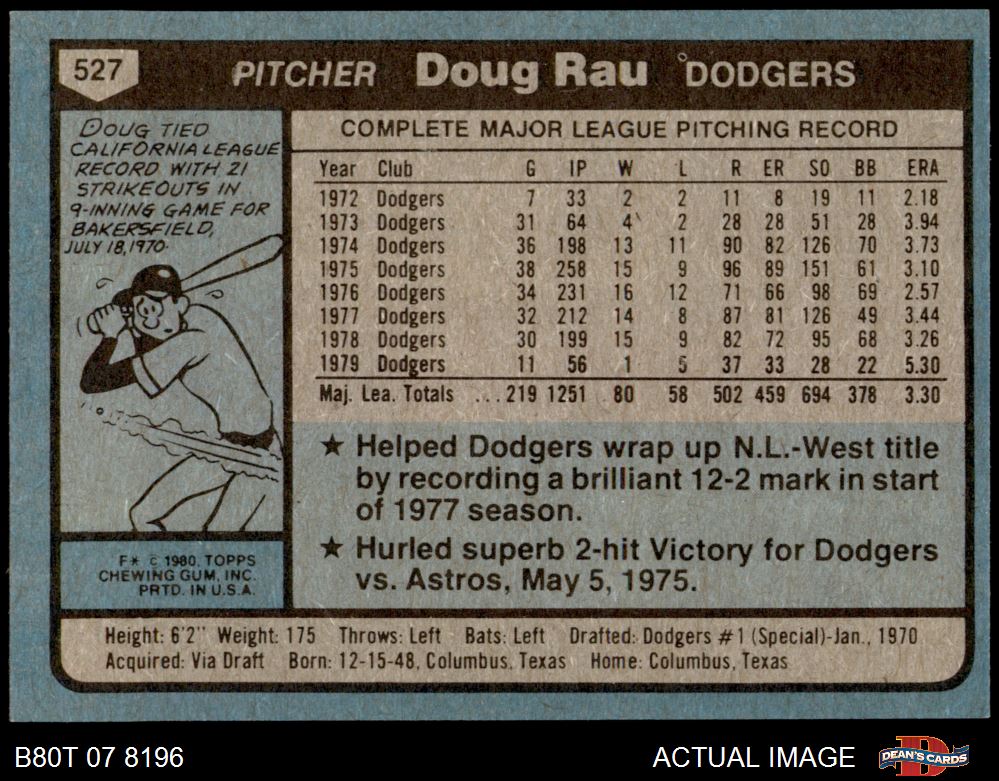 527 PITCHER Doug Rau DODGERS
DOUG TIED
CALIFORNIA LEAGUE
RECORD WITH 21
STRIKEOUTS IN
9-INNING GAME FOR
BAKERSFIELD,
JULY 18, 1970.
F* © 1980 TOPPS
CHEWING GUM, INC.
PRTD. IN U.S.A.
COMPLETE MAJOR LEAGUE PITCHING RECORD
Year Club G IP W L R ER SO BB ERA
1972 Dodgers 7 33 2 2 11 8 19 11 2.18
1973 Dodgers 31 64 4 2 28 28 51 28 3.94
1974 Dodgers 36 198 13 11 90 82 126 70 3.73
1975 Dodgers 38 258 15 9 96 89 151 61 3.10
1976 Dodgers 34 231 16 12 71 66 98 69 2.57
1977 Dodgers 32 212 14 8 87 81 126 49 3.44
1978 Dodgers 30 199 15 9 82 72 95 68 3.26
1979 Dodgers 11 56 1 5 37 33 28 22 5.30
Maj. Lea. Totals ...219 1251 80 58 502 459 694 378 3.30
★ Helped Dodgers wrap up N.L.-West title
by recording a brilliant 12-2 mark in start
of 1977 season.
★ Hurled superb 2-hit Victory for Dodgers
vs. Astros, May 5, 1975.
Height: 6'2" Weight: 175 Throws: Left Bats: Left Drafted: Dodgers #1 (Special)-Jan., 1970
Acquired: Via Draft Born: 12-15-48, Columbus, Texas Home: Columbus, Texas
B80T 07 8196 ACTUAL IMAGE DEAN'S CARDS